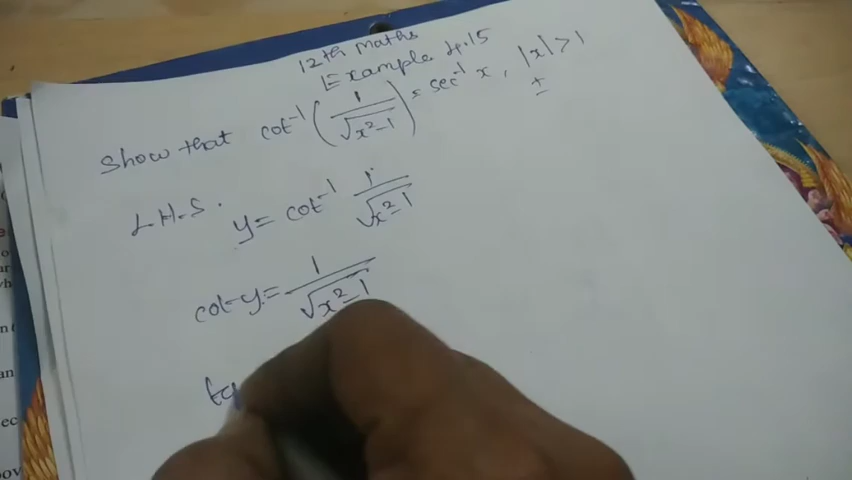 12th Maths
Example 4.15
Show that cot⁻¹(1/√(x²-1)) = sec⁻¹ x, |x|>1
±
L.H.S. y = cot⁻¹ 1/√(x²-1)
cot y = 1/√(x²-1)